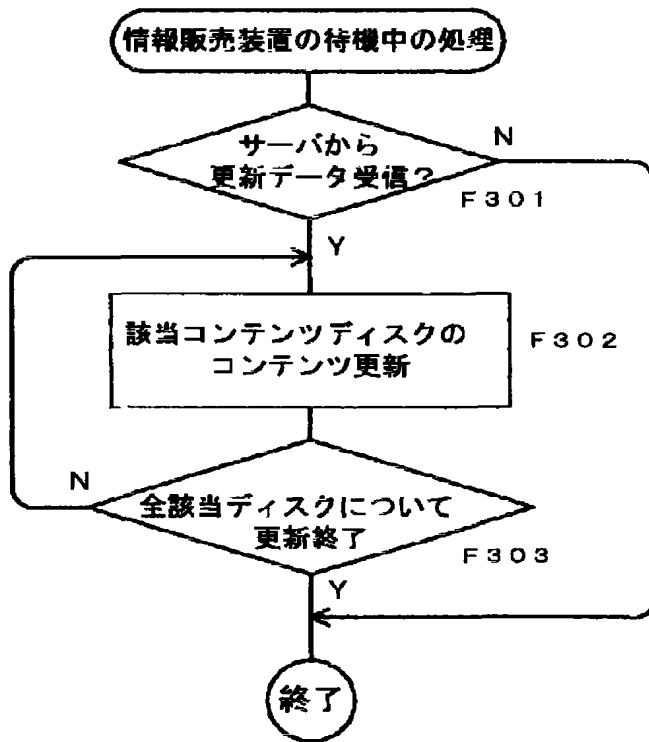 情報販売装置の待機中の処理
サーバから
更新データ受信?
N
F301
Y
該当コンテンツディスクの
コンテンツ更新
F302
N
全該当ディスクについて
更新終了
F303
Y
終了